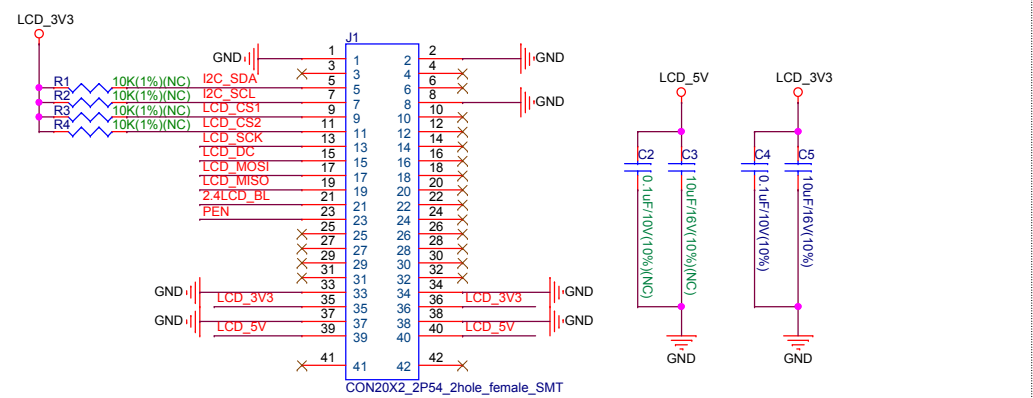 LCD_3V3
J1
GND 1 1 2 2 GND
3 3 4 4
R1 10K(1%)(NC) I2C_SDA 5 5 6 6
R2 10K(1%)(NC) I2C_SCL 7 7 8 8 GND
R3 10K(1%)(NC) LCD_CS1 9 9 10 10
R4 10K(1%)(NC) LCD_CS2 11 11 12 12
LCD_SCK 13 13 14 14
LCD_DC 15 15 16 16
LCD_MOSI 17 17 18 18
LCD_MISO 19 19 20 20
2.4LCD_BL 21 21 22 22
PEN 23 23 24 24
25 25 26 26
27 27 28 28
29 29 30 30
31 31 32 32
GND 33 33 34 34 GND
LCD_3V3 35 35 36 36 LCD_3V3
GND 37 37 38 38 GND
LCD_5V 39 39 40 40 LCD_5V
41 41 42 42
CON20X2_2P54_2hole_female_SMT
LCD_5V
C2 C3
0.1uF/10V(10%)(NC)
10uF/16V(10%)(NC)
GND
LCD_3V3
C4 C5
0.1uF/10V(10%)
10uF/16V(10%)
GND